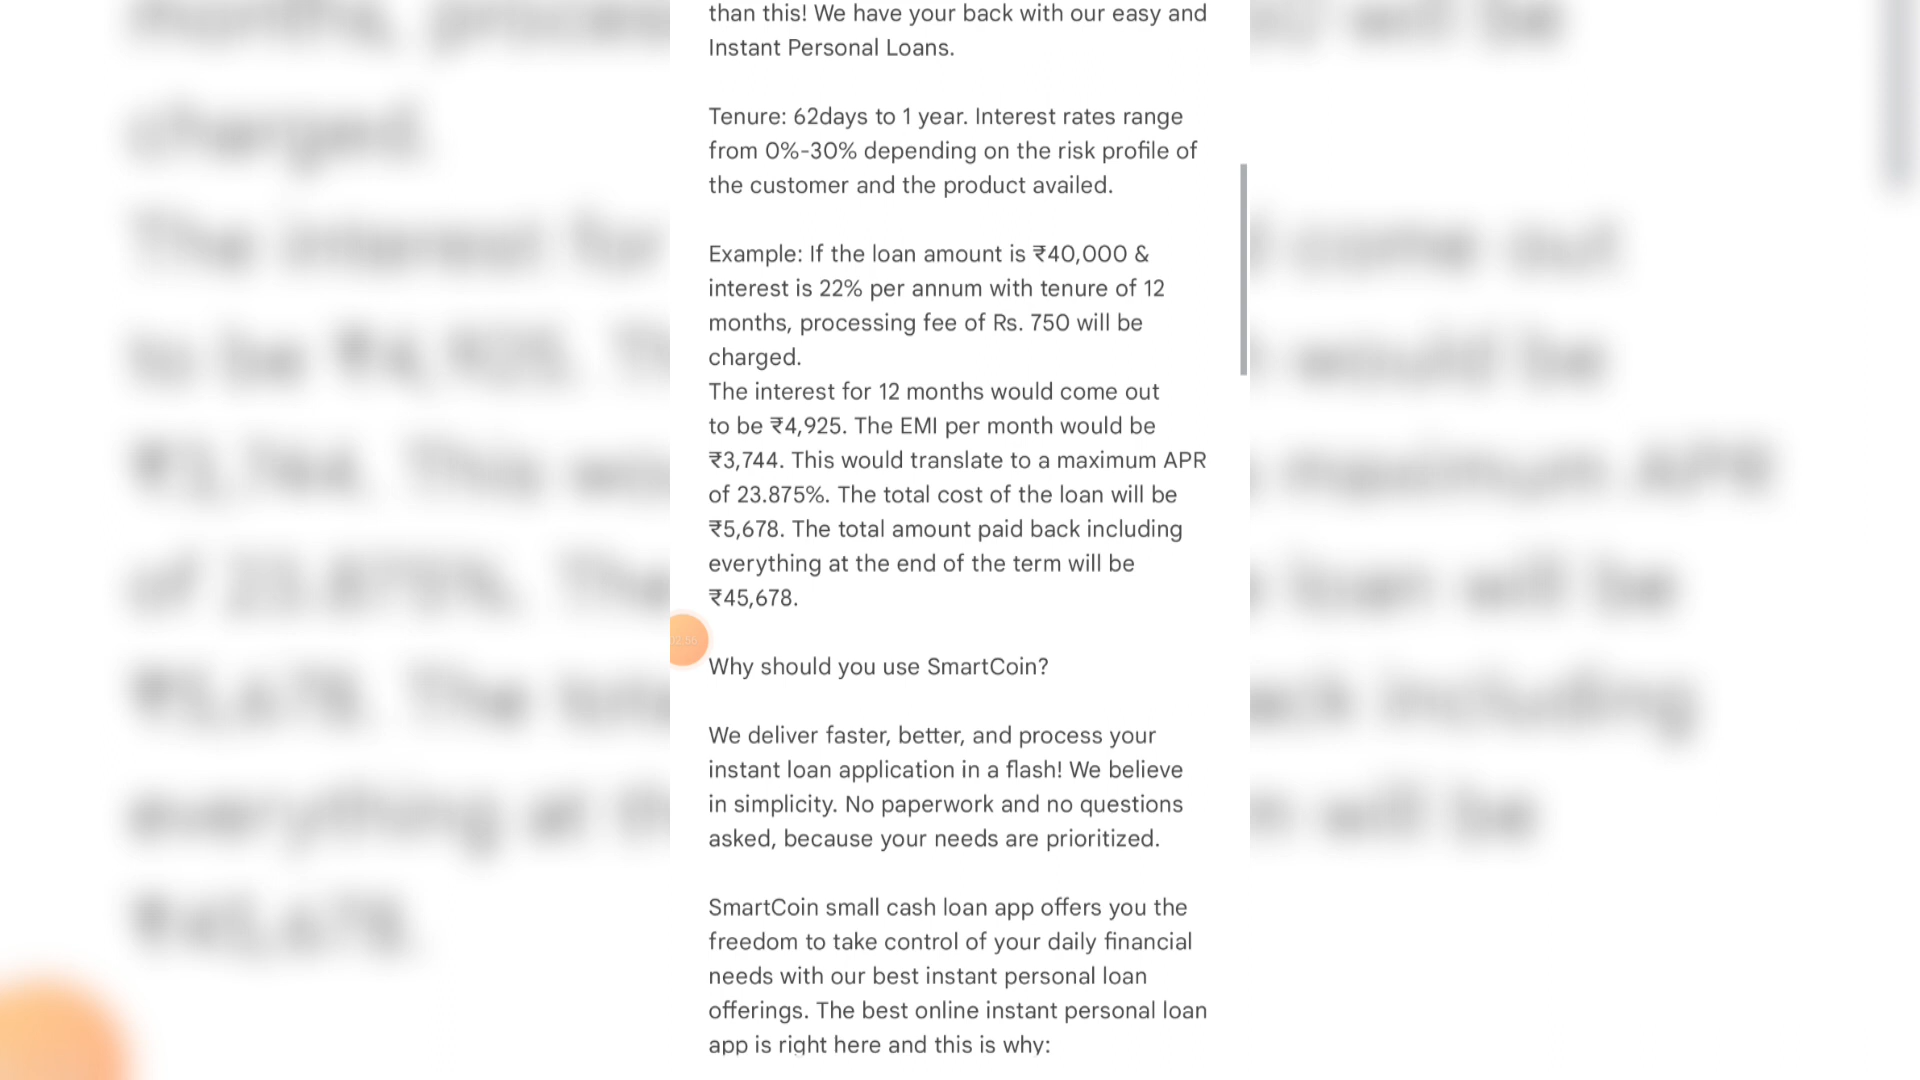 than this! We have your back with our easy and
Instant Personal Loans.
Tenure: 62days to 1 year. Interest rates range
from 0%-30% depending on the risk profile of
the customer and the product availed.
Example: If the loan amount is ₹40,000 &
interest is 22% per annum with tenure of 12
months, processing fee of Rs. 750 will be
charged.
The interest for 12 months would come out
to be ₹4,925. The EMI per month would be
₹3,744. This would translate to a maximum APR
of 23.875%. The total cost of the loan will be
₹5,678. The total amount paid back including
everything at the end of the term will be
₹45,678.
Why should you use SmartCoin?
We deliver faster, better, and process your
instant loan application in a flash! We believe
in simplicity. No paperwork and no questions
asked, because your needs are prioritized.
SmartCoin small cash loan app offers you the
freedom to take control of your daily financial
needs with our best instant personal loan
offerings. The best online instant personal loan
app is right here and this is why: